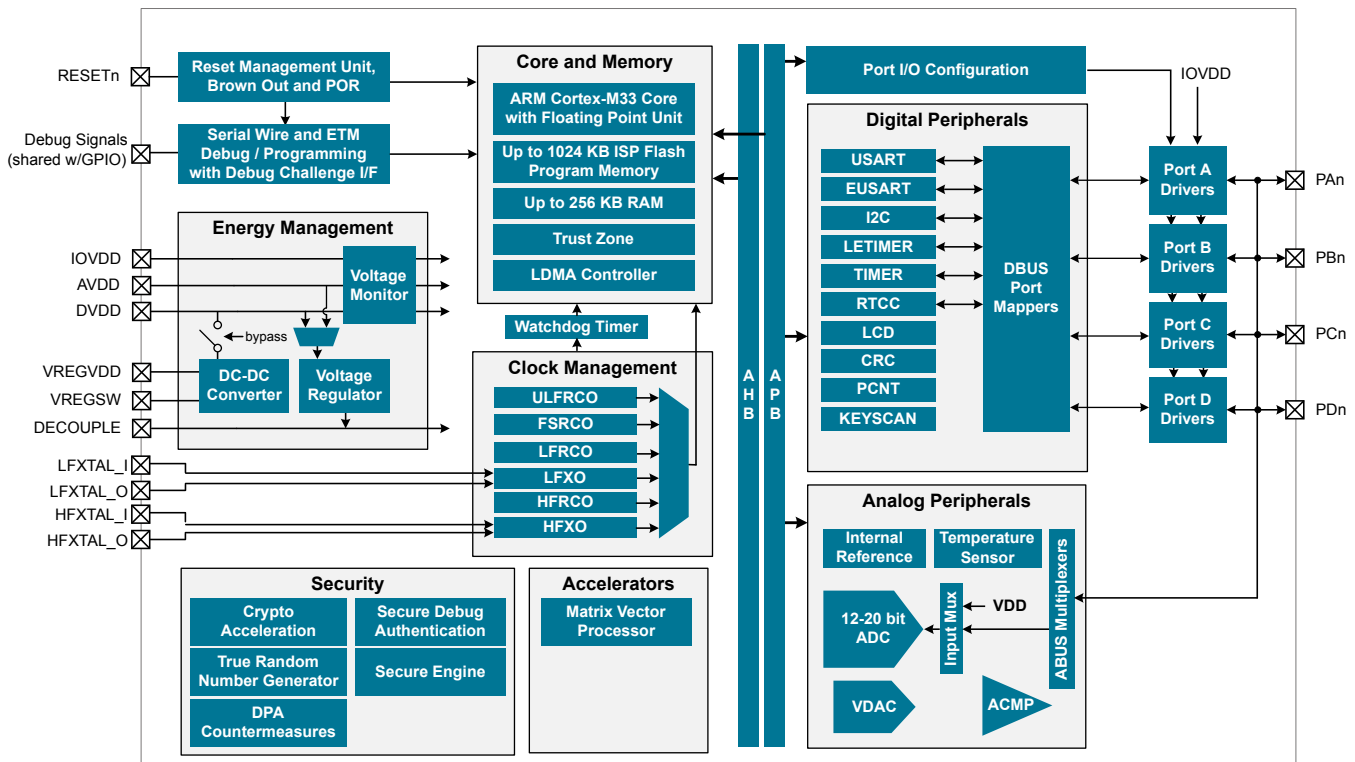 RESETn
Debug Signals
(shared w/GPIO)
Reset Management Unit,
Brown Out and POR
Serial Wire and ETM
Debug / Programming
with Debug Challenge I/F
Energy Management
IOVDD
AVDD
DVDD
Voltage
Monitor
bypass
VREGVDD
VREGSW
DECOUPLE
DC-DC
Converter
Voltage
Regulator
LFXTAL_I
LFXTAL_O
HFXTAL_I
HFXTAL_O
Core and Memory
ARM Cortex-M33 Core
with Floating Point Unit
Up to 1024 KB ISP Flash
Program Memory
Up to 256 KB RAM
Trust Zone
LDMA Controller
Watchdog Timer
Clock Management
ULFRCO
FSRCO
LFRCO
LFXO
HFRCO
HFXO
Security
Crypto
Acceleration
Secure Debug
Authentication
True Random
Number Generator
Secure Engine
DPA
Countermeasures
Accelerators
Matrix Vector
Processor
A
H
B
A
P
B
Port I/O Configuration
IOVDD
Digital Peripherals
USART
EUSART
I2C
LETIMER
TIMER
RTCC
LCD
CRC
PCNT
KEYSCAN
DBUS
Port
Mappers
Port A
Drivers
Port B
Drivers
Port C
Drivers
Port D
Drivers
PAn
PBn
PCn
PDn
Analog Peripherals
Internal
Reference
Temperature
Sensor
12-20 bit
ADC
Input Mux
VDD
ABUS Multiplexers
VDAC
ACMP